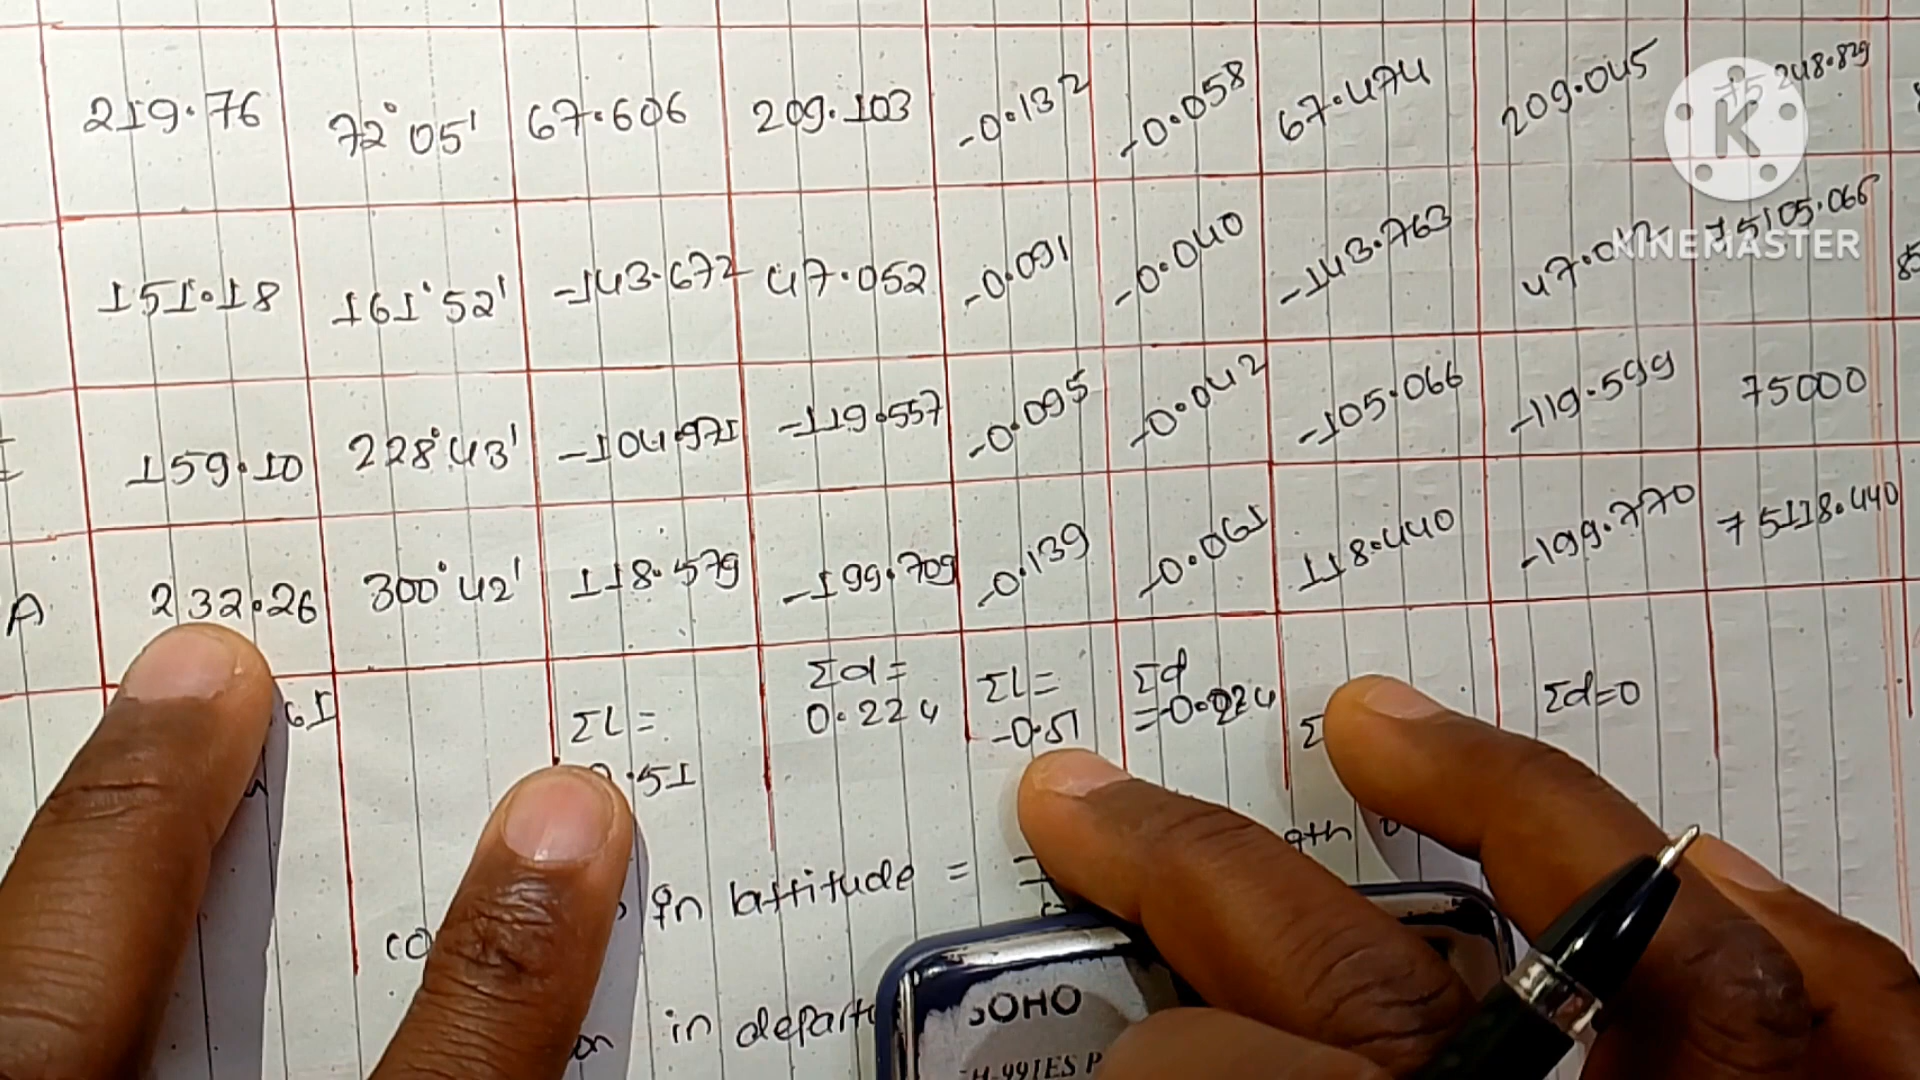 219.76 72°05' 67.606 209.103 -0.132 -0.058 67.474 209.045 75248.829
K
KINEMASTER
151.18 161°52' -143.672 47.052 -0.091 -0.040 -143.763 47.012 75105.066
159.10 228°43' -104.971 -119.557 -0.095 -0.042 -105.066 -119.599 75000
A 232.26 300°42' 118.579 -199.709 -0.139 -0.061 118.440 -199.770 75118.440
ΣL= Σd= ΣL= Σd Σd=0
0.224 -0.51 =-0.224
in lattitude =
in
SOHO